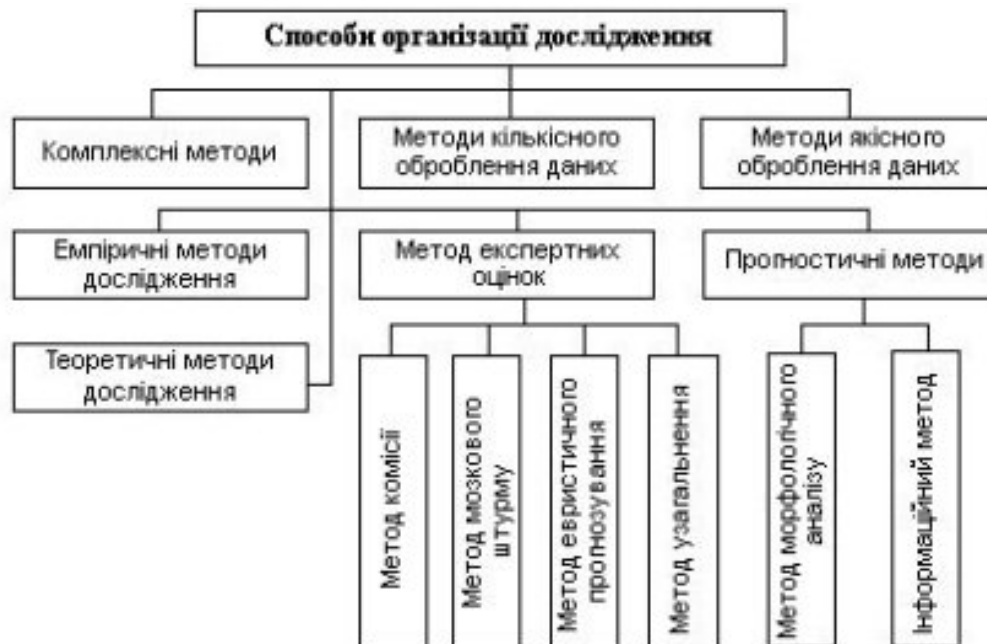 Способи організації дослідження
Комплексні методи
Методи кількісного
оброблення даних
Методи якісного
оброблення даних
Емпіричні методи
дослідження
Метод експертних
оцінок
Прогностичні методи
Теоретичні методи
дослідження
Метод комісії
Метод мозкового
штурму
Метод евристичного
прогнозування
Метод узагальнення
Метод морфологічного
аналізу
Інформаційний метод